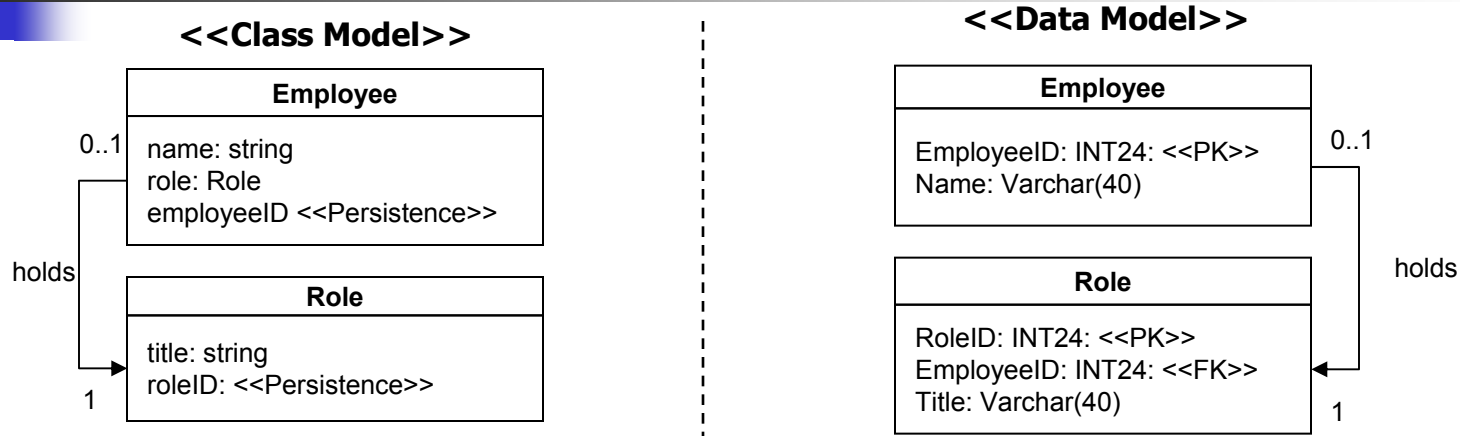 <<Class Model>>
Employee
0..1
name: string
role: Role
employeeID <<Persistence>>
holds
Role
title: string
roleID: <<Persistence>>
1
<<Data Model>>
Employee
EmployeeID: INT24: <<PK>>
Name: Varchar(40)
0..1
holds
Role
RoleID: INT24: <<PK>>
EmployeeID: INT24: <<FK>>
Title: Varchar(40)
1